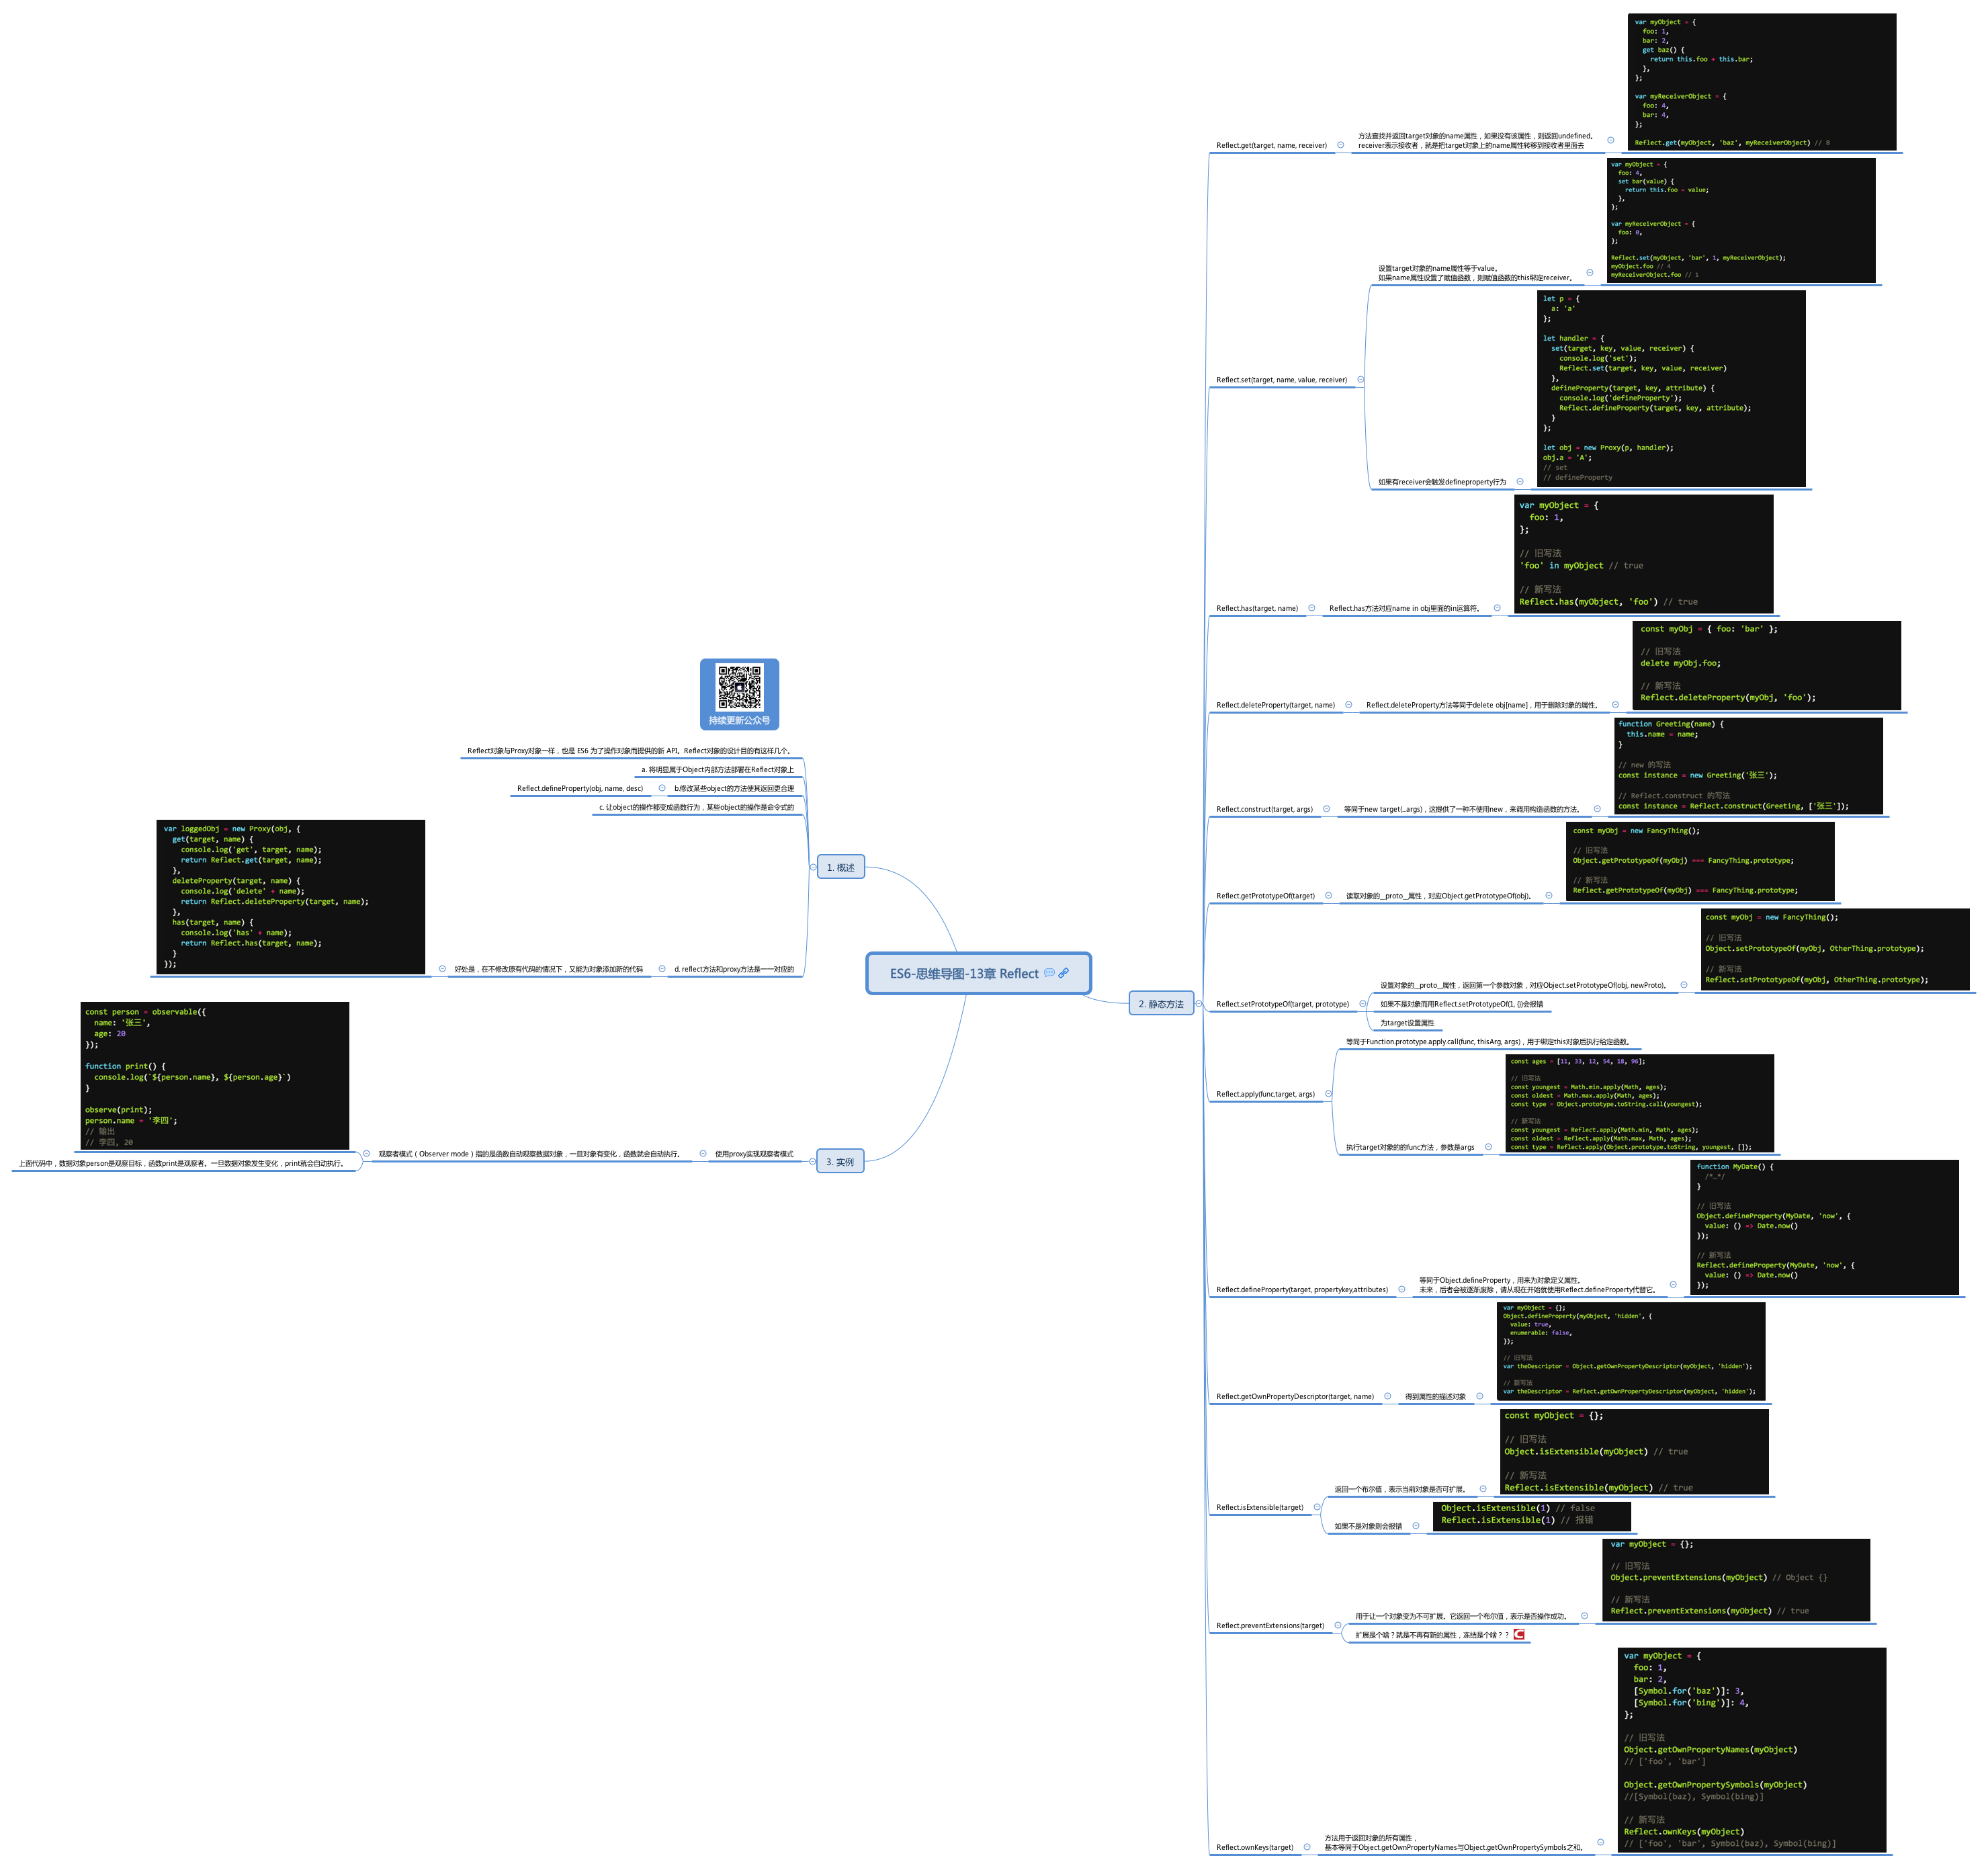 ES6-思维导图-13章 Reflect
持续更新公众号
1. 概述
Reflect对象与Proxy对象一样，也是 ES6 为了操作对象而提供的新 API。Reflect对象的设计目的有这样几个。
a. 将明显属于Object内部方法部署在Reflect对象上
b.修改某些object的方法使其返回更合理
Reflect.defineProperty(obj, name, desc)
c. 让object的操作都变成函数行为，某些object的操作是命令式的
d. reflect方法和proxy方法是一一对应的
好处是，在不修改原有代码的情况下，又能为对象添加新的代码
var loggedObj = new Proxy(obj, {
get(target, name) {
console.log('get', target, name);
return Reflect.get(target, name);
},
deleteProperty(target, name) {
console.log('delete' + name);
return Reflect.deleteProperty(target, name);
},
has(target, name) {
console.log('has' + name);
return Reflect.has(target, name);
}
});
2. 静态方法
Reflect.get(target, name, receiver)
方法查找并返回target对象的name属性，如果没有该属性，则返回undefined。
receiver表示接收者，就是把target对象上的name属性转移到接收者里面去
var myObject = {
foo: 1,
bar: 2,
get baz() {
return this.foo + this.bar;
},
};
var myReceiverObject = {
foo: 4,
bar: 4,
};
Reflect.get(myObject, 'baz', myReceiverObject) // 8
Reflect.set(target, name, value, receiver)
设置target对象的name属性等于value。
如果name属性设置了赋值函数，则赋值函数的this绑定receiver。
var myObject = {
foo: 4,
set bar(value) {
return this.foo = value;
},
};
var myReceiverObject = {
foo: 0,
};
Reflect.set(myObject, 'bar', 1, myReceiverObject);
myObject.foo // 4
myReceiverObject.foo // 1
如果有receiver会触发defineproperty行为
let p = {
a: 'a'
};
let handler = {
set(target, key, value, receiver) {
console.log('set');
Reflect.set(target, key, value, receiver)
},
defineProperty(target, key, attribute) {
console.log('defineProperty');
Reflect.defineProperty(target, key, attribute);
}
};
let obj = new Proxy(p, handler);
obj.a = 'A';
// set
// defineProperty
Reflect.has(target, name)
Reflect.has方法对应name in obj里面的in运算符。
var myObject = {
foo: 1,
};
// 旧写法
'foo' in myObject // true
// 新写法
Reflect.has(myObject, 'foo') // true
Reflect.deleteProperty(target, name)
Reflect.deleteProperty方法等同于delete obj[name]，用于删除对象的属性。
const myObj = { foo: 'bar' };
// 旧写法
delete myObj.foo;
// 新写法
Reflect.deleteProperty(myObj, 'foo');
Reflect.construct(target, args)
等同于new target(...args)，这提供了一种不使用new，来调用构造函数的方法。
function Greeting(name) {
this.name = name;
}
// new 的写法
const instance = new Greeting('张三');
// Reflect.construct 的写法
const instance = Reflect.construct(Greeting, ['张三']);
Reflect.getPrototypeOf(target)
读取对象的__proto__属性，对应Object.getPrototypeOf(obj)。
const myObj = new FancyThing();
// 旧写法
Object.getPrototypeOf(myObj) === FancyThing.prototype;
// 新写法
Reflect.getPrototypeOf(myObj) === FancyThing.prototype;
Reflect.setPrototypeOf(target, prototype)
设置对象的__proto__属性，返回第一个参数对象，对应Object.setPrototypeOf(obj, newProto)。
const myObj = new FancyThing();
// 旧写法
Object.setPrototypeOf(myObj, OtherThing.prototype);
// 新写法
Reflect.setPrototypeOf(myObj, OtherThing.prototype);
如果不是对象而用Reflect.setPrototypeOf(1, {})会报错
为target设置属性
Reflect.apply(func,target, args)
等同于Function.prototype.apply.call(func, thisArg, args)，用于绑定this对象后执行给定函数。
执行target对象的的func方法，参数是args
const ages = [11, 33, 12, 54, 18, 96];
// 旧写法
const youngest = Math.min.apply(Math, ages);
const oldest = Math.max.apply(Math, ages);
const type = Object.prototype.toString.call(youngest);
// 新写法
const youngest = Reflect.apply(Math.min, Math, ages);
const oldest = Reflect.apply(Math.max, Math, ages);
const type = Reflect.apply(Object.prototype.toString, youngest, []);
Reflect.defineProperty(target, propertykey,attributes)
等同于Object.defineProperty，用来为对象定义属性。
未来，后者会被逐渐废除，请从现在开始就使用Reflect.defineProperty代替它。
function MyDate() {
/*…*/
}
// 旧写法
Object.defineProperty(MyDate, 'now', {
value: () => Date.now()
});
// 新写法
Reflect.defineProperty(MyDate, 'now', {
value: () => Date.now()
});
Reflect.getOwnPropertyDescriptor(target, name)
得到属性的描述对象
var myObject = {};
Object.defineProperty(myObject, 'hidden', {
value: true,
enumerable: false,
});
// 旧写法
var theDescriptor = Object.getOwnPropertyDescriptor(myObject, 'hidden');
// 新写法
var theDescriptor = Reflect.getOwnPropertyDescriptor(myObject, 'hidden');
Reflect.isExtensible(target)
返回一个布尔值，表示当前对象是否可扩展。
const myObject = {};
// 旧写法
Object.isExtensible(myObject) // true
// 新写法
Reflect.isExtensible(myObject) // true
如果不是对象则会报错
Object.isExtensible(1) // false
Reflect.isExtensible(1) // 报错
Reflect.preventExtensions(target)
用于让一个对象变为不可扩展。它返回一个布尔值，表示是否操作成功。
var myObject = {};
// 旧写法
Object.preventExtensions(myObject) // Object {}
// 新写法
Reflect.preventExtensions(myObject) // true
扩展是个啥？就是不再有新的属性，冻结是个啥？？
Reflect.ownKeys(target)
方法用于返回对象的所有属性，
基本等同于Object.getOwnPropertyNames与Object.getOwnPropertySymbols之和。
var myObject = {
foo: 1,
bar: 2,
[Symbol.for('baz')]: 3,
[Symbol.for('bing')]: 4,
};
// 旧写法
Object.getOwnPropertyNames(myObject)
// ['foo', 'bar']
Object.getOwnPropertySymbols(myObject)
//[Symbol(baz), Symbol(bing)]
// 新写法
Reflect.ownKeys(myObject)
// ['foo', 'bar', Symbol(baz), Symbol(bing)]
3. 实例
使用proxy实现观察者模式
观察者模式（Observer mode）指的是函数自动观察数据对象，一旦对象有变化，函数就会自动执行。
const person = observable({
name: '张三',
age: 20
});
function print() {
console.log(`${person.name}, ${person.age}`)
}
observe(print);
person.name = '李四';
// 输出
// 李四, 20
上面代码中，数据对象person是观察目标，函数print是观察者。一旦数据对象发生变化，print就会自动执行。